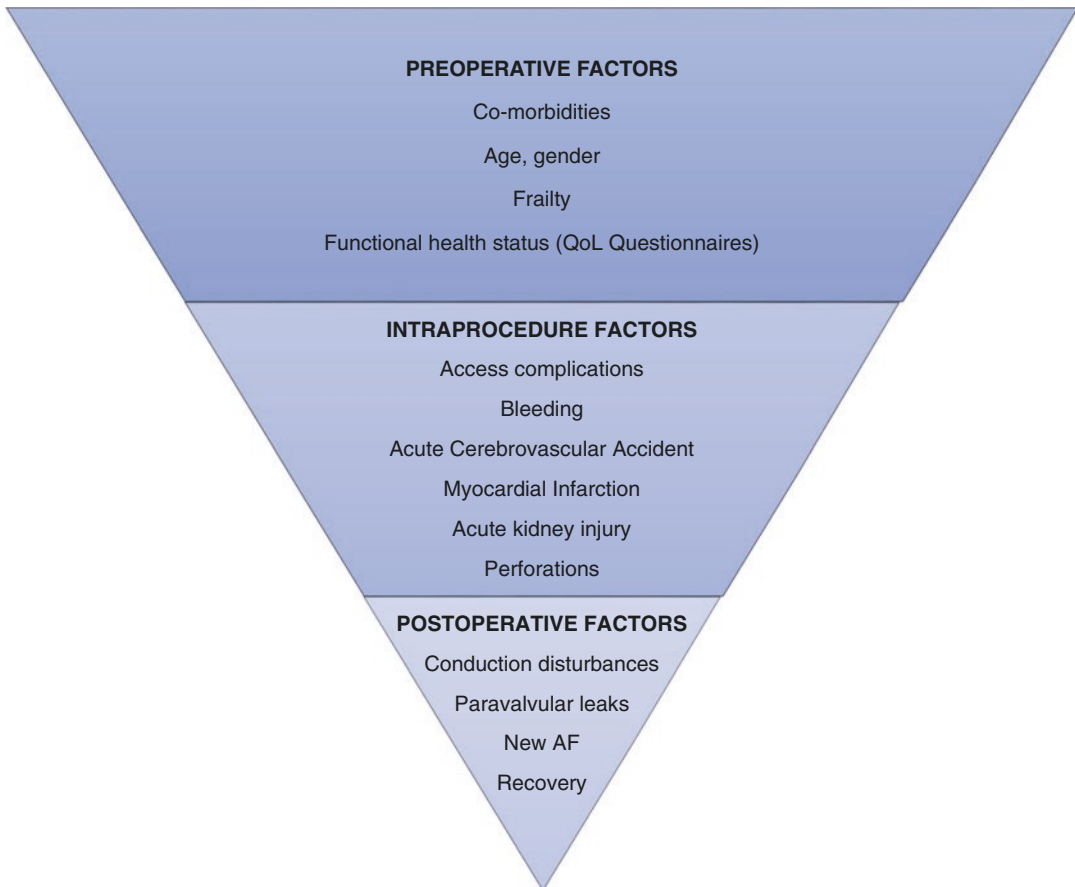 PREOPERATIVE FACTORS
Co-morbidities
Age, gender
Frailty
Functional health status (QoL Questionnaires)
INTRAPROCEDURE FACTORS
Access complications
Bleeding
Acute Cerebrovascular Accident
Myocardial Infarction
Acute kidney injury
Perforations
POSTOPERATIVE FACTORS
Conduction disturbances
Paravalvular leaks
New AF
Recovery